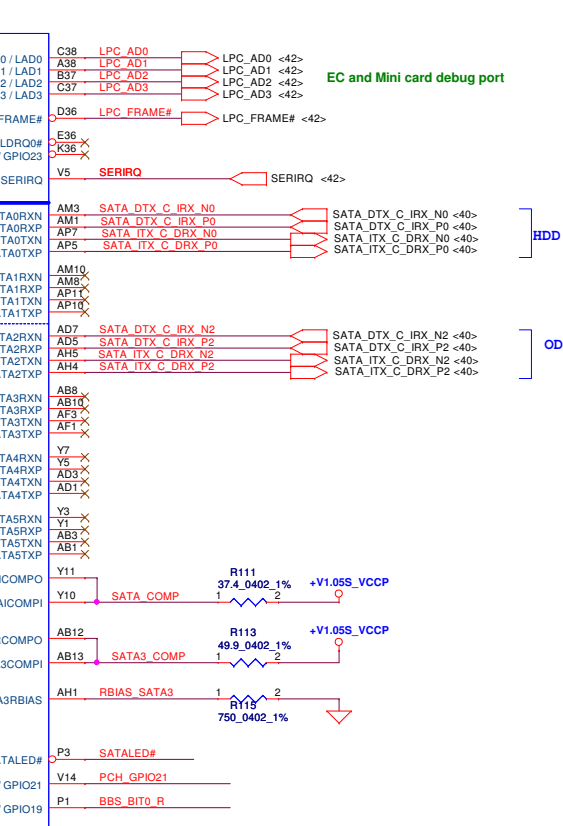 0 / LAD0 C38 LPC_AD0 LPC_AD0 <42>
1 / LAD1 A38 LPC_AD1 LPC_AD1 <42>
2 / LAD2 B37 LPC_AD2 LPC_AD2 <42>
3 / LAD3 C37 LPC_AD3 LPC_AD3 <42>
EC and Mini card debug port
FRAME# D36 LPC_FRAME# LPC_FRAME# <42>
LDRQ0# E36
/ GPIO23 K36
SERIRQ V5 SERIRQ SERIRQ <42>
TA0RXN AM3 SATA_DTX_C_IRX_N0 SATA_DTX_C_IRX_N0 <40>
TA0RXP AM1 SATA_DTX_C_IRX_P0 SATA_DTX_C_IRX_P0 <40>
TA0TXN AP7 SATA_ITX_C_DRX_N0 SATA_ITX_C_DRX_N0 <40>
TA0TXP AP5 SATA_ITX_C_DRX_P0 SATA_ITX_C_DRX_P0 <40>
HDD
TA1RXN AM10
TA1RXP AM8
TA1TXN AP11
TA1TXP AP10
TA2RXN AD7 SATA_DTX_C_IRX_N2 SATA_DTX_C_IRX_N2 <40>
TA2RXP AD5 SATA_DTX_C_IRX_P2 SATA_DTX_C_IRX_P2 <40>
TA2TXN AH5 SATA_ITX_C_DRX_N2 SATA_ITX_C_DRX_N2 <40>
TA2TXP AH4 SATA_ITX_C_DRX_P2 SATA_ITX_C_DRX_P2 <40>
OD
TA3RXN AB8
TA3RXP AB10
TA3TXN AF3
TA3TXP AF1
TA4RXN Y7
TA4RXP Y5
TA4TXN AD3
TA4TXP AD1
TA5RXN Y3
TA5RXP Y1
TA5TXN AB3
TA5TXP AB1
ICOMPO Y11
R111
37.4_0402_1%
+V1.05S_VCCP
AICOMPI Y10 SATA_COMP 1 2
COMPO AB12
R113
49.9_0402_1%
+V1.05S_VCCP
3COMPI AB13 SATA3_COMP 1 2
A3RBIAS AH1 RBIAS_SATA3 1 2
R115
750_0402_1%
TALED# P3 SATALED#
/ GPIO21 V14 PCH_GPIO21
/ GPIO19 P1 BBS_BIT0_R